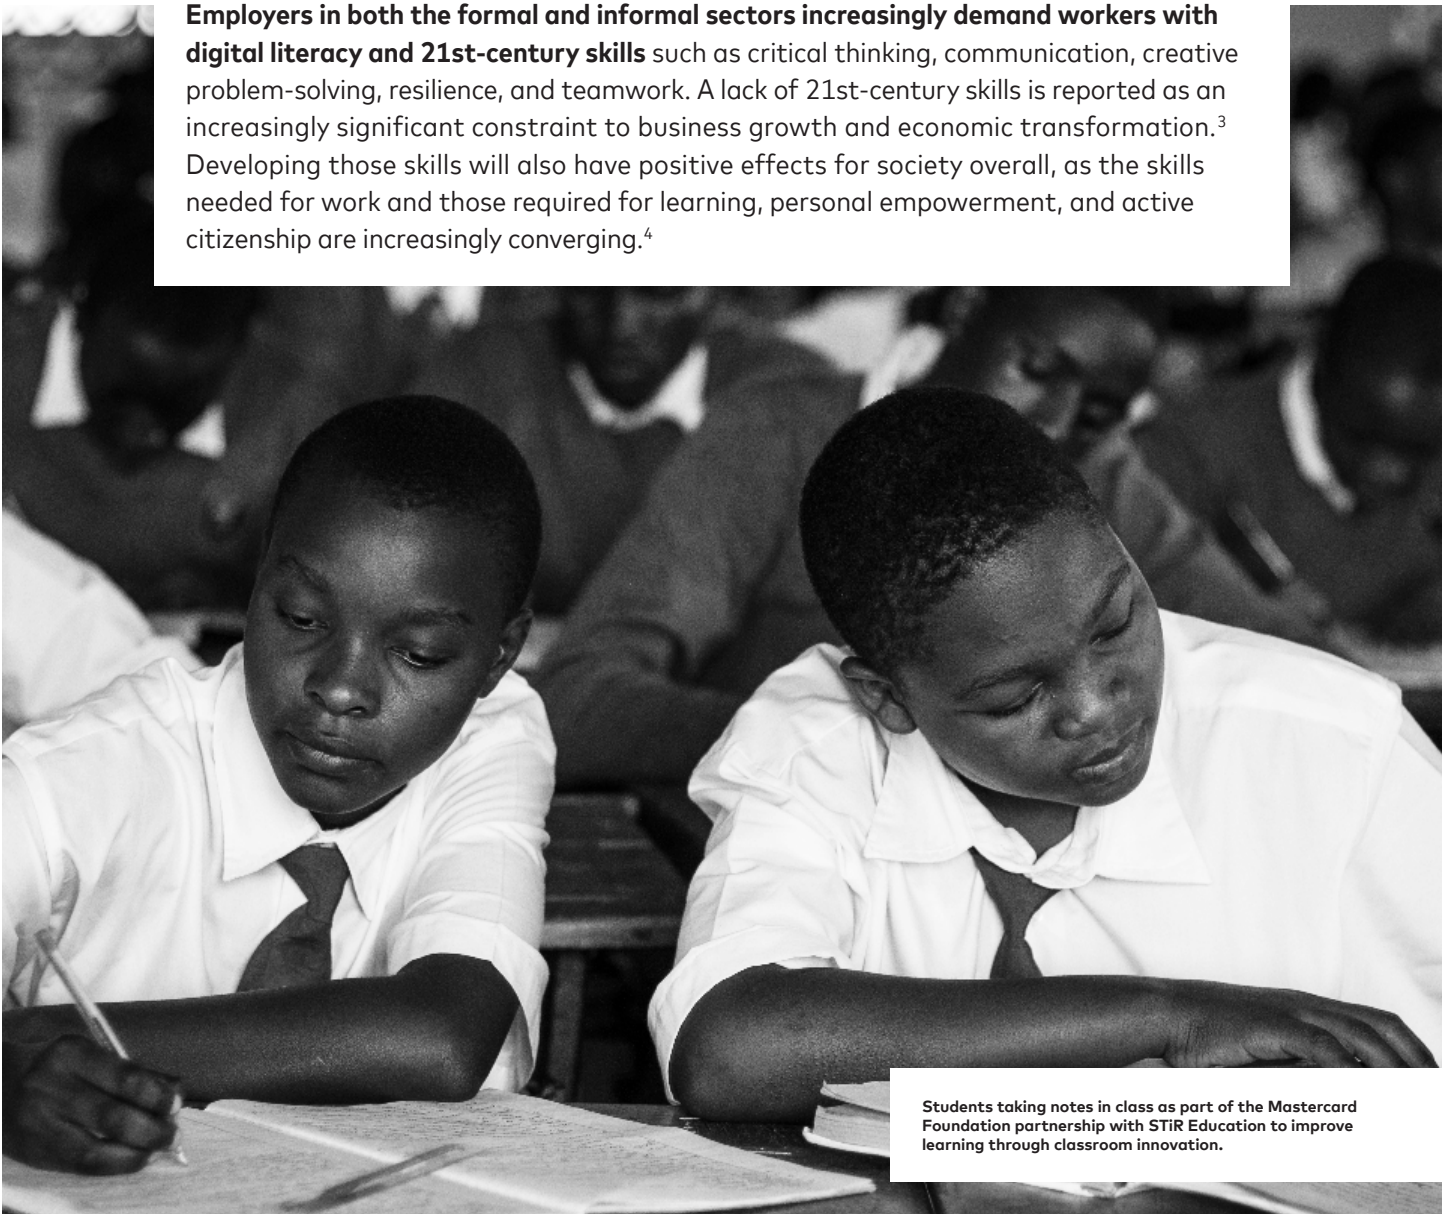 Employers in both the formal and informal sectors increasingly demand workers with
digital literacy and 21st-century skills such as critical thinking, communication, creative
problem-solving, resilience, and teamwork. A lack of 21st-century skills is reported as an
increasingly significant constraint to business growth and economic transformation.³
Developing those skills will also have positive effects for society overall, as the skills
needed for work and those required for learning, personal empowerment, and active
citizenship are increasingly converging.⁴
Students taking notes in class as part of the Mastercard
Foundation partnership with STiR Education to improve
learning through classroom innovation.